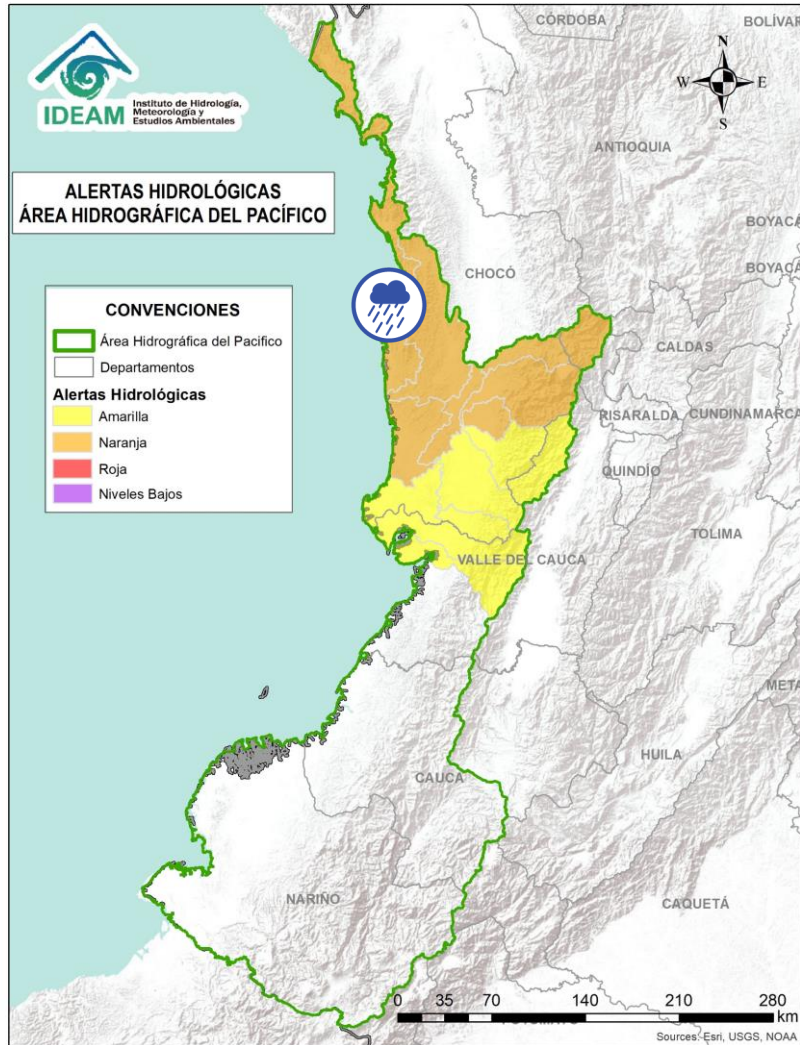 IDEAM
Instituto de Hidrología,
Meteorología y
Estudios Ambientales
ALERTAS HIDROLÓGICAS
ÁREA HIDROGRÁFICA DEL PACÍFICO
CONVENCIONES
Área Hidrográfica del Pacifico
Departamentos
Alertas Hidrológicas
Amarilla
Naranja
Roja
Niveles Bajos
N
W E
S
CÓRDOBA
BOLÍVAR
ANTIOQUIA
BOYACÁ
BOYACÁ
CHOCÓ
CALDAS
RISARALDA
CUNDINAMARCA
QUINDÍO
TOLIMA
VALLE DEL CAUCA
META
HUILA
CAUCA
NARIÑO
CAQUETÁ
0 35 70 140 210 280
km
Sources: Esri, USGS, NOAA